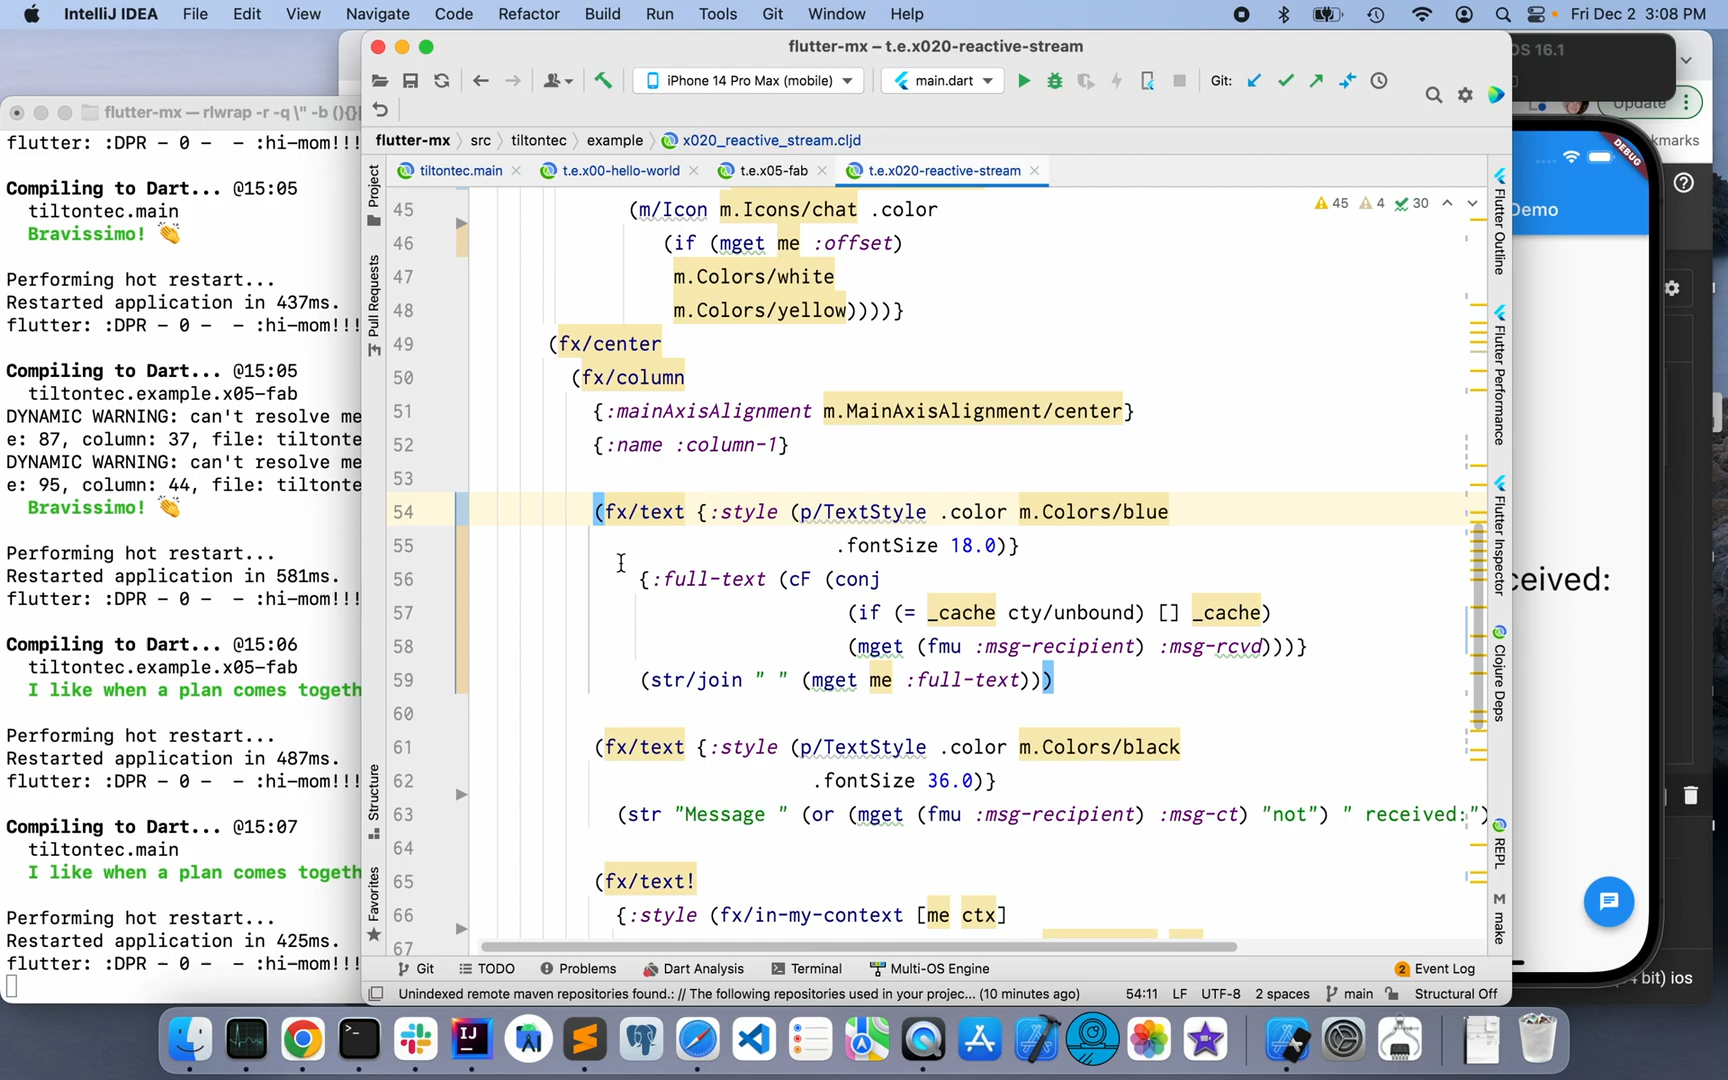 IntelliJ IDEA File Edit View Navigate Code Refactor Build Run Tools Git Window Help Fri Dec 2 3:08 PM
flutter-mx – t.e.x020-reactive-stream
OS 16.1
flutter-mx — rlwrap -r -q \" -b (){}[
iPhone 14 Pro Max (mobile) main.dart Git:
Update
flutter-mx src tiltontec example x020_reactive_stream.cljd
kmarks
tiltontec.main t.e.x00-hello-world t.e.x05-fab t.e.x020-reactive-stream
DEBUG
Demo
flutter: :DPR – 0 – – :hi-mom!!!
Compiling to Dart... @15:05
tiltontec.main
Bravissimo! 👏
Performing hot restart...
Restarted application in 437ms.
flutter: :DPR – 0 – – :hi-mom!!!
Compiling to Dart... @15:05
tiltontec.example.x05-fab
DYNAMIC WARNING: can't resolve me
e: 87, column: 37, file: tiltonte
DYNAMIC WARNING: can't resolve me
e: 95, column: 44, file: tiltonte
Bravissimo! 👏
Performing hot restart...
Restarted application in 581ms.
flutter: :DPR – 0 – – :hi-mom!!!
Compiling to Dart... @15:06
tiltontec.example.x05-fab
I like when a plan comes togeth
Performing hot restart...
Restarted application in 487ms.
flutter: :DPR – 0 – – :hi-mom!!!
Compiling to Dart... @15:07
tiltontec.main
I like when a plan comes togeth
Performing hot restart...
Restarted application in 425ms.
flutter: :DPR – 0 – – :hi-mom!!!
Project
Pull Requests
Structure
Favorites
45 4 30
45 (m/Icon m.Icons/chat .color
46 (if (mget me :offset)
47 m.Colors/white
48 m.Colors/yellow))))}
49 (fx/center
50 (fx/column
51 {:mainAxisAlignment m.MainAxisAlignment/center}
52 {:name :column-1}
53
54 (fx/text {:style (p/TextStyle .color m.Colors/blue
55 .fontSize 18.0)}
56 {:full-text (cF (conj
57 (if (= _cache cty/unbound) [] _cache)
58 (mget (fmu :msg-recipient) :msg-rcvd)))}
59 (str/join " " (mget me :full-text)))
60
61 (fx/text {:style (p/TextStyle .color m.Colors/black
62 .fontSize 36.0)}
63 (str "Message " (or (mget (fmu :msg-recipient) :msg-ct) "not") " received:")
64
65 (fx/text!
66 {:style (fx/in-my-context [me ctx]
67
Flutter Outline
Flutter Performance
Flutter Inspector
Clojure Deps
REPL
M make
ceived:
bit) ios
Git TODO Problems Dart Analysis Terminal Multi-OS Engine 2 Event Log
Unindexed remote maven repositories found.: // The following repositories used in your projec... (10 minutes ago) 54:11 LF UTF-8 2 spaces main Structural Off
IJ